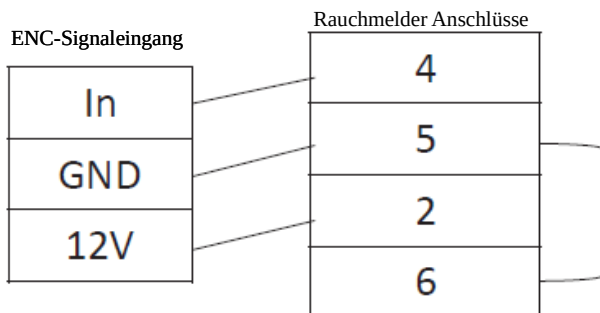 Rauchmelder Anschlüsse
ENC-Signaleingang
4
In
5
GND
2
12V
6